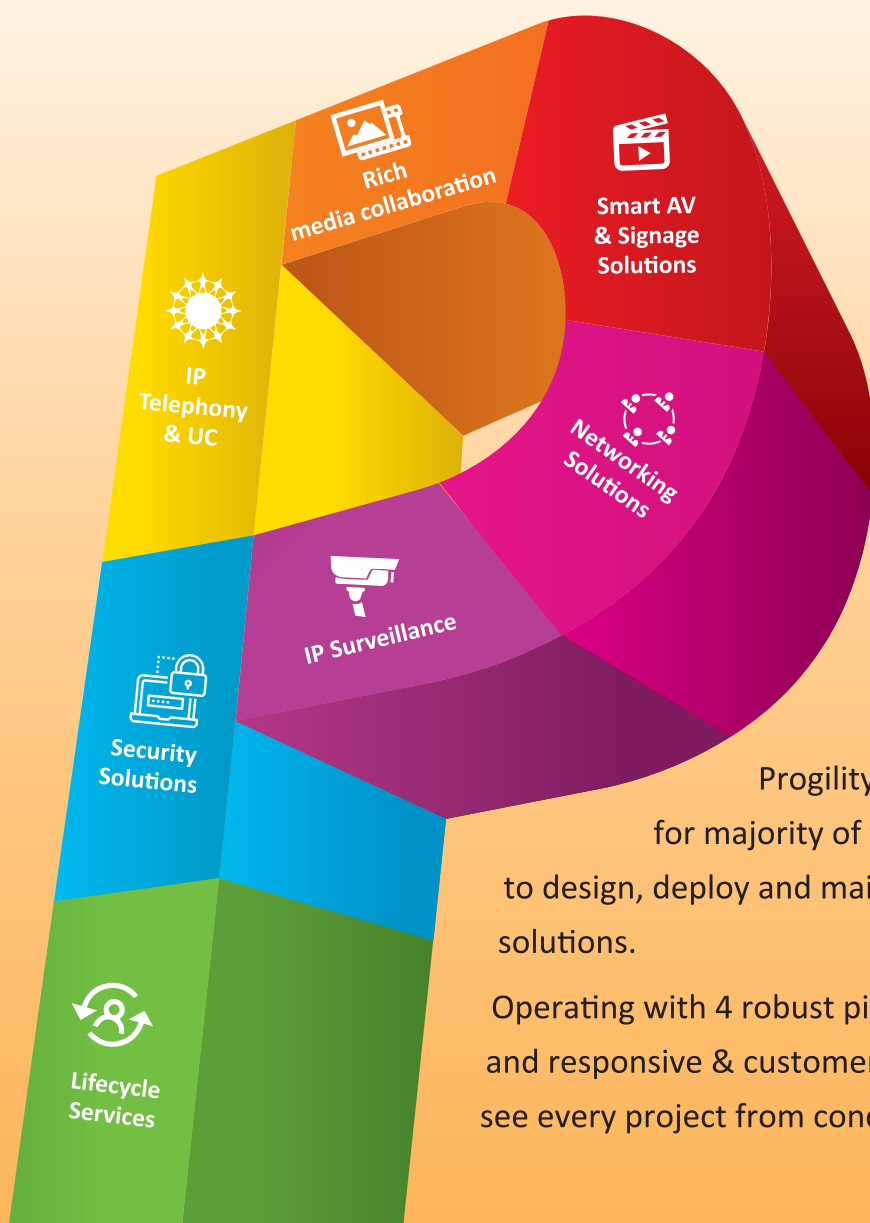 Rich
media collaboration
Smart AV
& Signage
Solutions
IP
Telephony
& UC
Networking
Solutions
IP Surveillance
Security
Solutions
Lifecycle
Services
Progility
for majority of
to design, deploy and mai
solutions.
Operating with 4 robust pi
and responsive & customer
see every project from conc